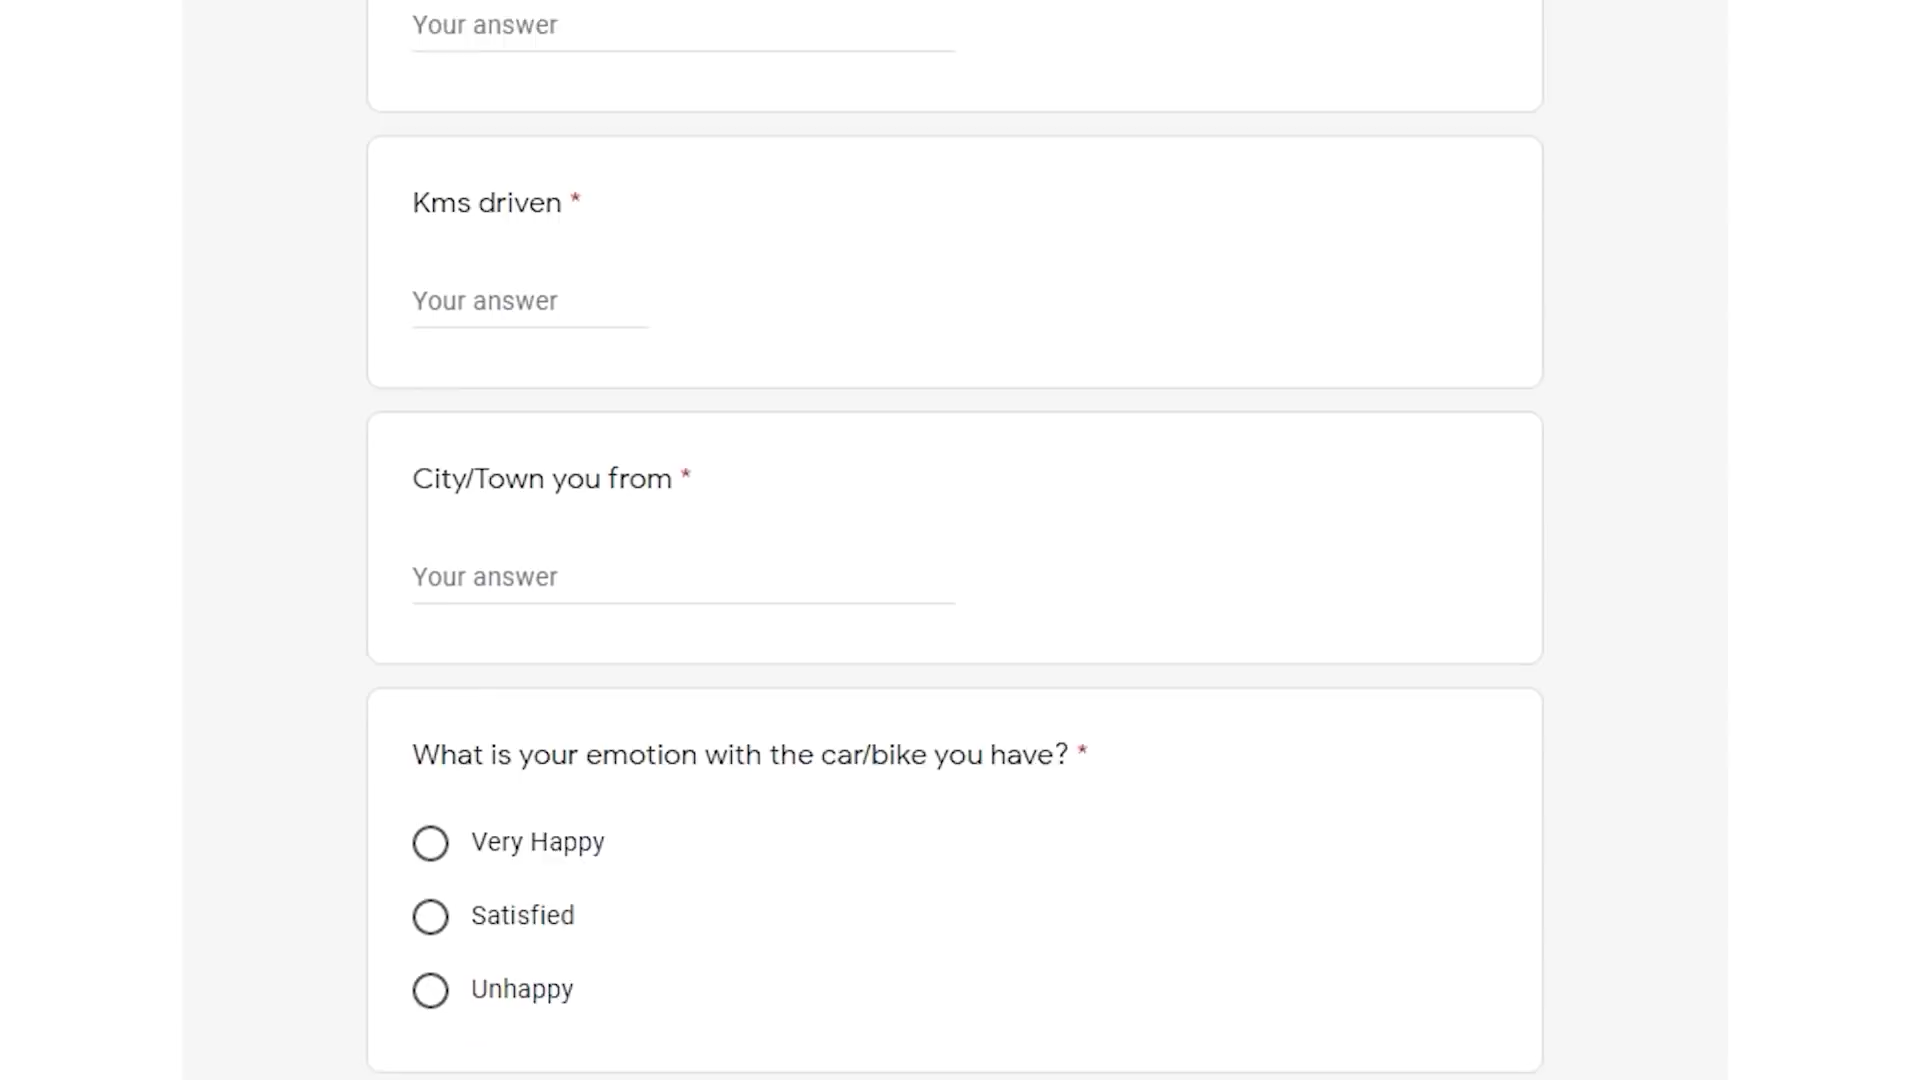 Your answer
Kms driven *
Your answer
City/Town you from *
Your answer
What is your emotion with the car/bike you have? *
Very Happy
Satisfied
Unhappy